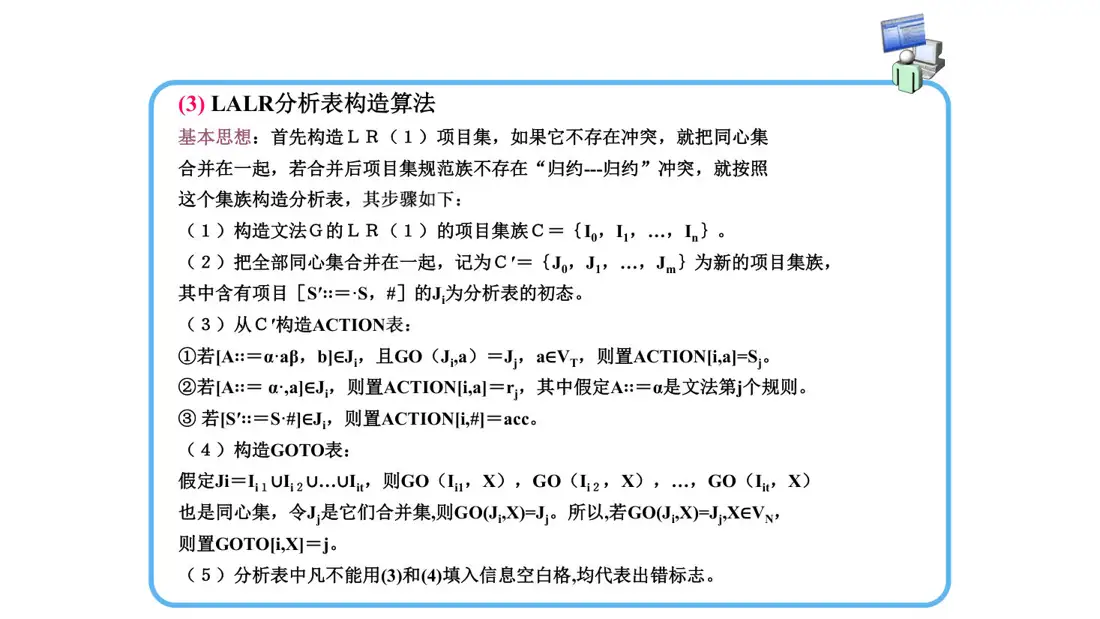 (3) LALR分析表构造算法
基本思想：首先构造ＬＲ（１）项目集，如果它不存在冲突，就把同心集
合并在一起，若合并后项目集规范族不存在“归约---归约”冲突，就按照
这个集族构造分析表，其步骤如下：
（１）构造文法Ｇ的ＬＲ（１）的项目集族Ｃ＝｛I0，I1，…，In｝。
（２）把全部同心集合并在一起，记为Ｃ′＝｛J0，J1，…，Jm｝为新的项目集族，
其中含有项目［S′∷＝·S，#］的Ji为分析表的初态。
（３）从Ｃ′构造ACTION表：
①若[A∷＝α·aβ，b]∈Ji，且GO（Ji,a）＝Jj，a∈VT，则置ACTION[i,a]=Sj。
②若[A∷＝ α·,a]∈Ji，则置ACTION[i,a]＝rj，其中假定A∷＝α是文法第j个规则。
③ 若[S′∷＝S·#]∈Ji，则置ACTION[i,#]＝acc。
（４）构造GOTO表：
假定Ji＝Ii１∪Ii２∪…∪Iit，则GO（Ii1，X），GO（Ii２，X），…，GO（Iit，X）
也是同心集，令Jj是它们合并集,则GO(Ji,X)=Jj。所以,若GO(Ji,X)=Jj,X∈VN，
则置GOTO[i,X]＝j。
（５）分析表中凡不能用(3)和(4)填入信息空白格,均代表出错标志。